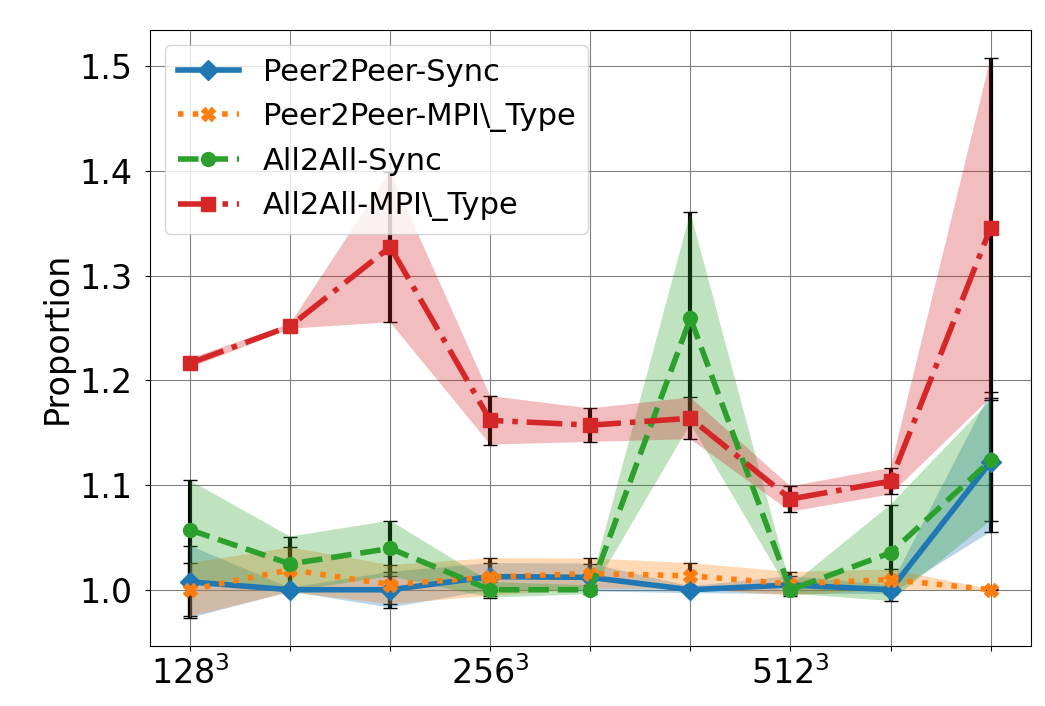 Peer2Peer-Sync
Peer2Peer-MPI\_Type
All2All-Sync
All2All-MPI\_Type
Proportion
1.5
1.4
1.3
1.2
1.1
1.0
128³
256³
512³